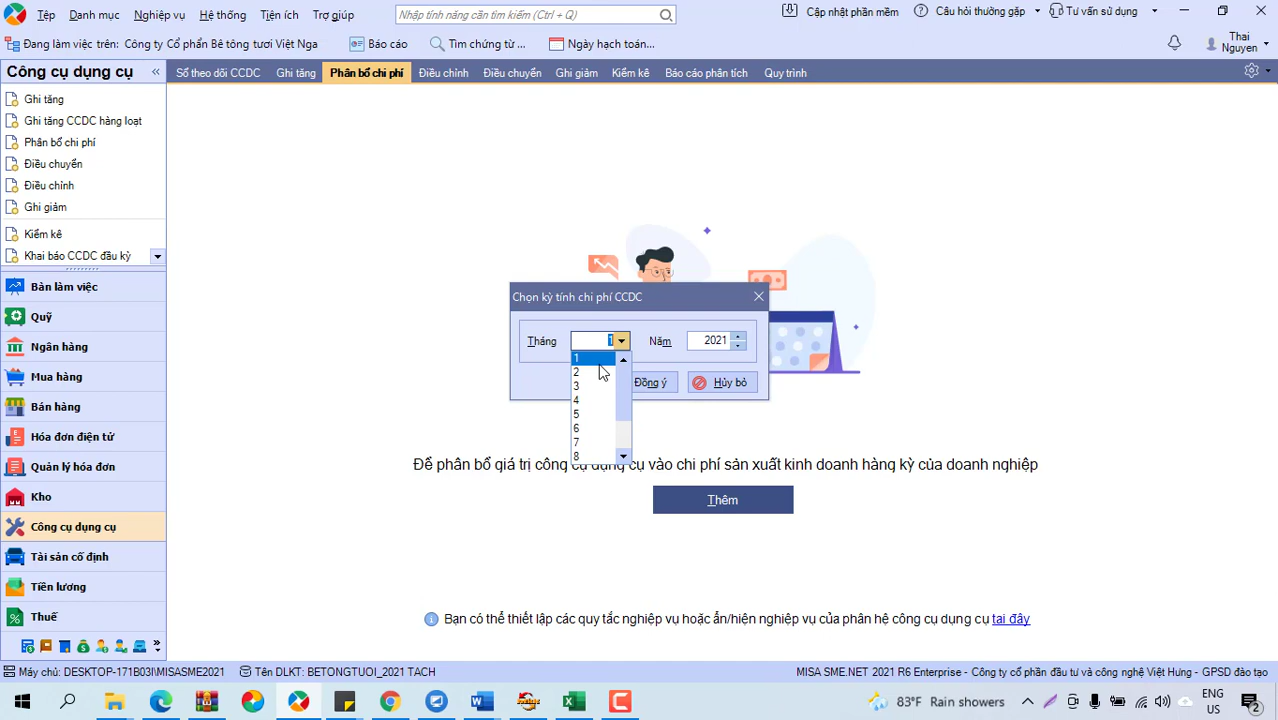 Tệp Danh mục Nghiệp vụ Hệ thống Tiện ích Trợ giúp Nhập tính năng cần tìm kiếm (Ctrl + Q) Cập nhật phần mềm Câu hỏi thường gặp Tư vấn sử dụng
Đang làm việc trên: Công ty Cổ phần Bê tông tươi Việt Nga Báo cáo Tìm chứng từ ... Ngày hạch toán... Thai Nguyen
Công cụ dụng cụ « Sổ theo dõi CCDC Ghi tăng Phân bổ chi phí Điều chỉnh Điều chuyển Ghi giảm Kiểm kê Báo cáo phân tích Quy trình
Ghi tăng
Ghi tăng CCDC hàng loạt
Phân bổ chi phí
Điều chuyển
Điều chỉnh
Ghi giảm
Kiểm kê
Khai báo CCDC đầu kỳ
Bàn làm việc
Quỹ
Ngân hàng
Mua hàng
Bán hàng
Hóa đơn điện tử
Quản lý hóa đơn
Kho
Công cụ dụng cụ
Tài sản cố định
Tiền lương
Thuế
Chọn kỳ tính chi phí CCDC
Tháng 1 Năm 2021
1
2
3
4
5
6
7
8
Đồng ý Hủy bỏ
Để phân bổ giá trị công cụ dụng cụ vào chi phí sản xuất kinh doanh hàng kỳ của doanh nghiệp
Thêm
Bạn có thể thiết lập các quy tắc nghiệp vụ hoặc ẩn/hiện nghiệp vụ của phân hệ công cụ dụng cụ tại đây
Máy chủ: DESKTOP-171B03I\MISASME2021 Tên DLKT: BETONGTUOI_2021 TACH MISA SME.NET 2021 R6 Enterprise - Công ty cổ phần đầu tư và công nghệ Việt Hưng - GPSD đào tạo
83°F Rain showers ENG
US 2